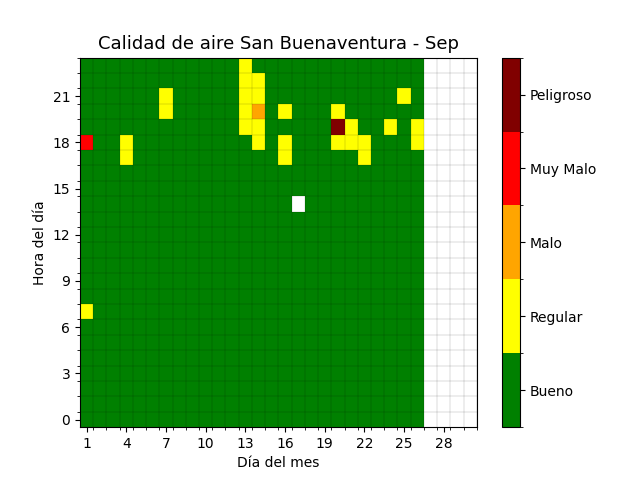 Calidad de aire San Buenaventura - Sep
Hora del día
21
18
15
12
9
6
3
0
1 4 7 10 13 16 19 22 25 28
Día del mes
Peligroso
Muy Malo
Malo
Regular
Bueno